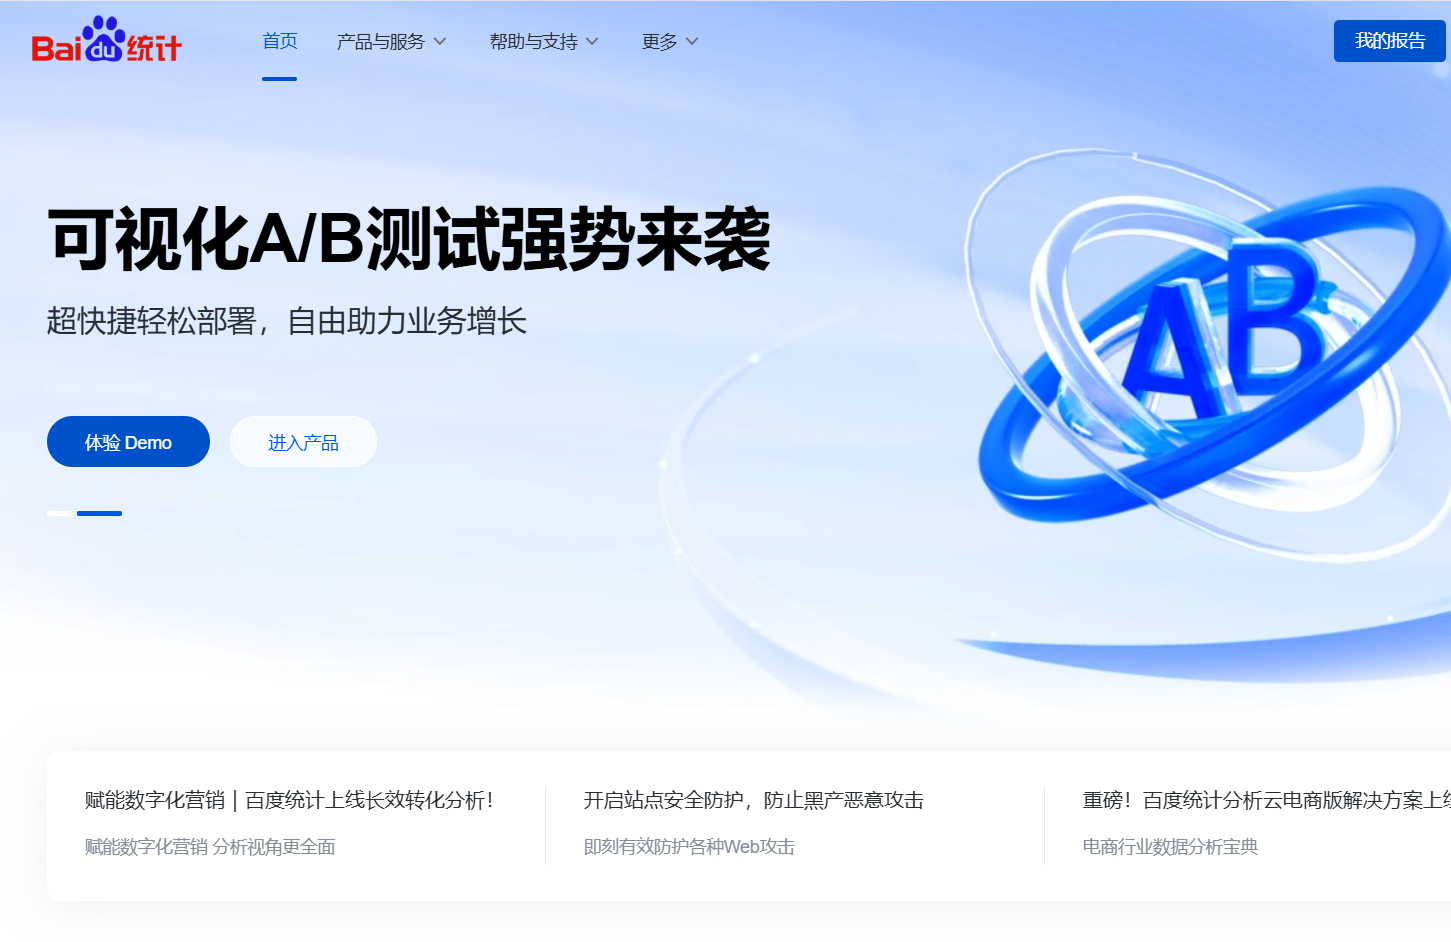 Bai du 统计
首页
产品与服务
帮助与支持
更多
我的报告
可视化A/B测试强势来袭
超快捷轻松部署，自由助力业务增长
AB
体验 Demo
进入产品
赋能数字化营销｜百度统计上线长效转化分析！
赋能数字化营销 分析视角更全面
开启站点安全防护，防止黑产恶意攻击
即刻有效防护各种Web攻击
重磅！百度统计分析云电商版解决方案上
电商行业数据分析宝典